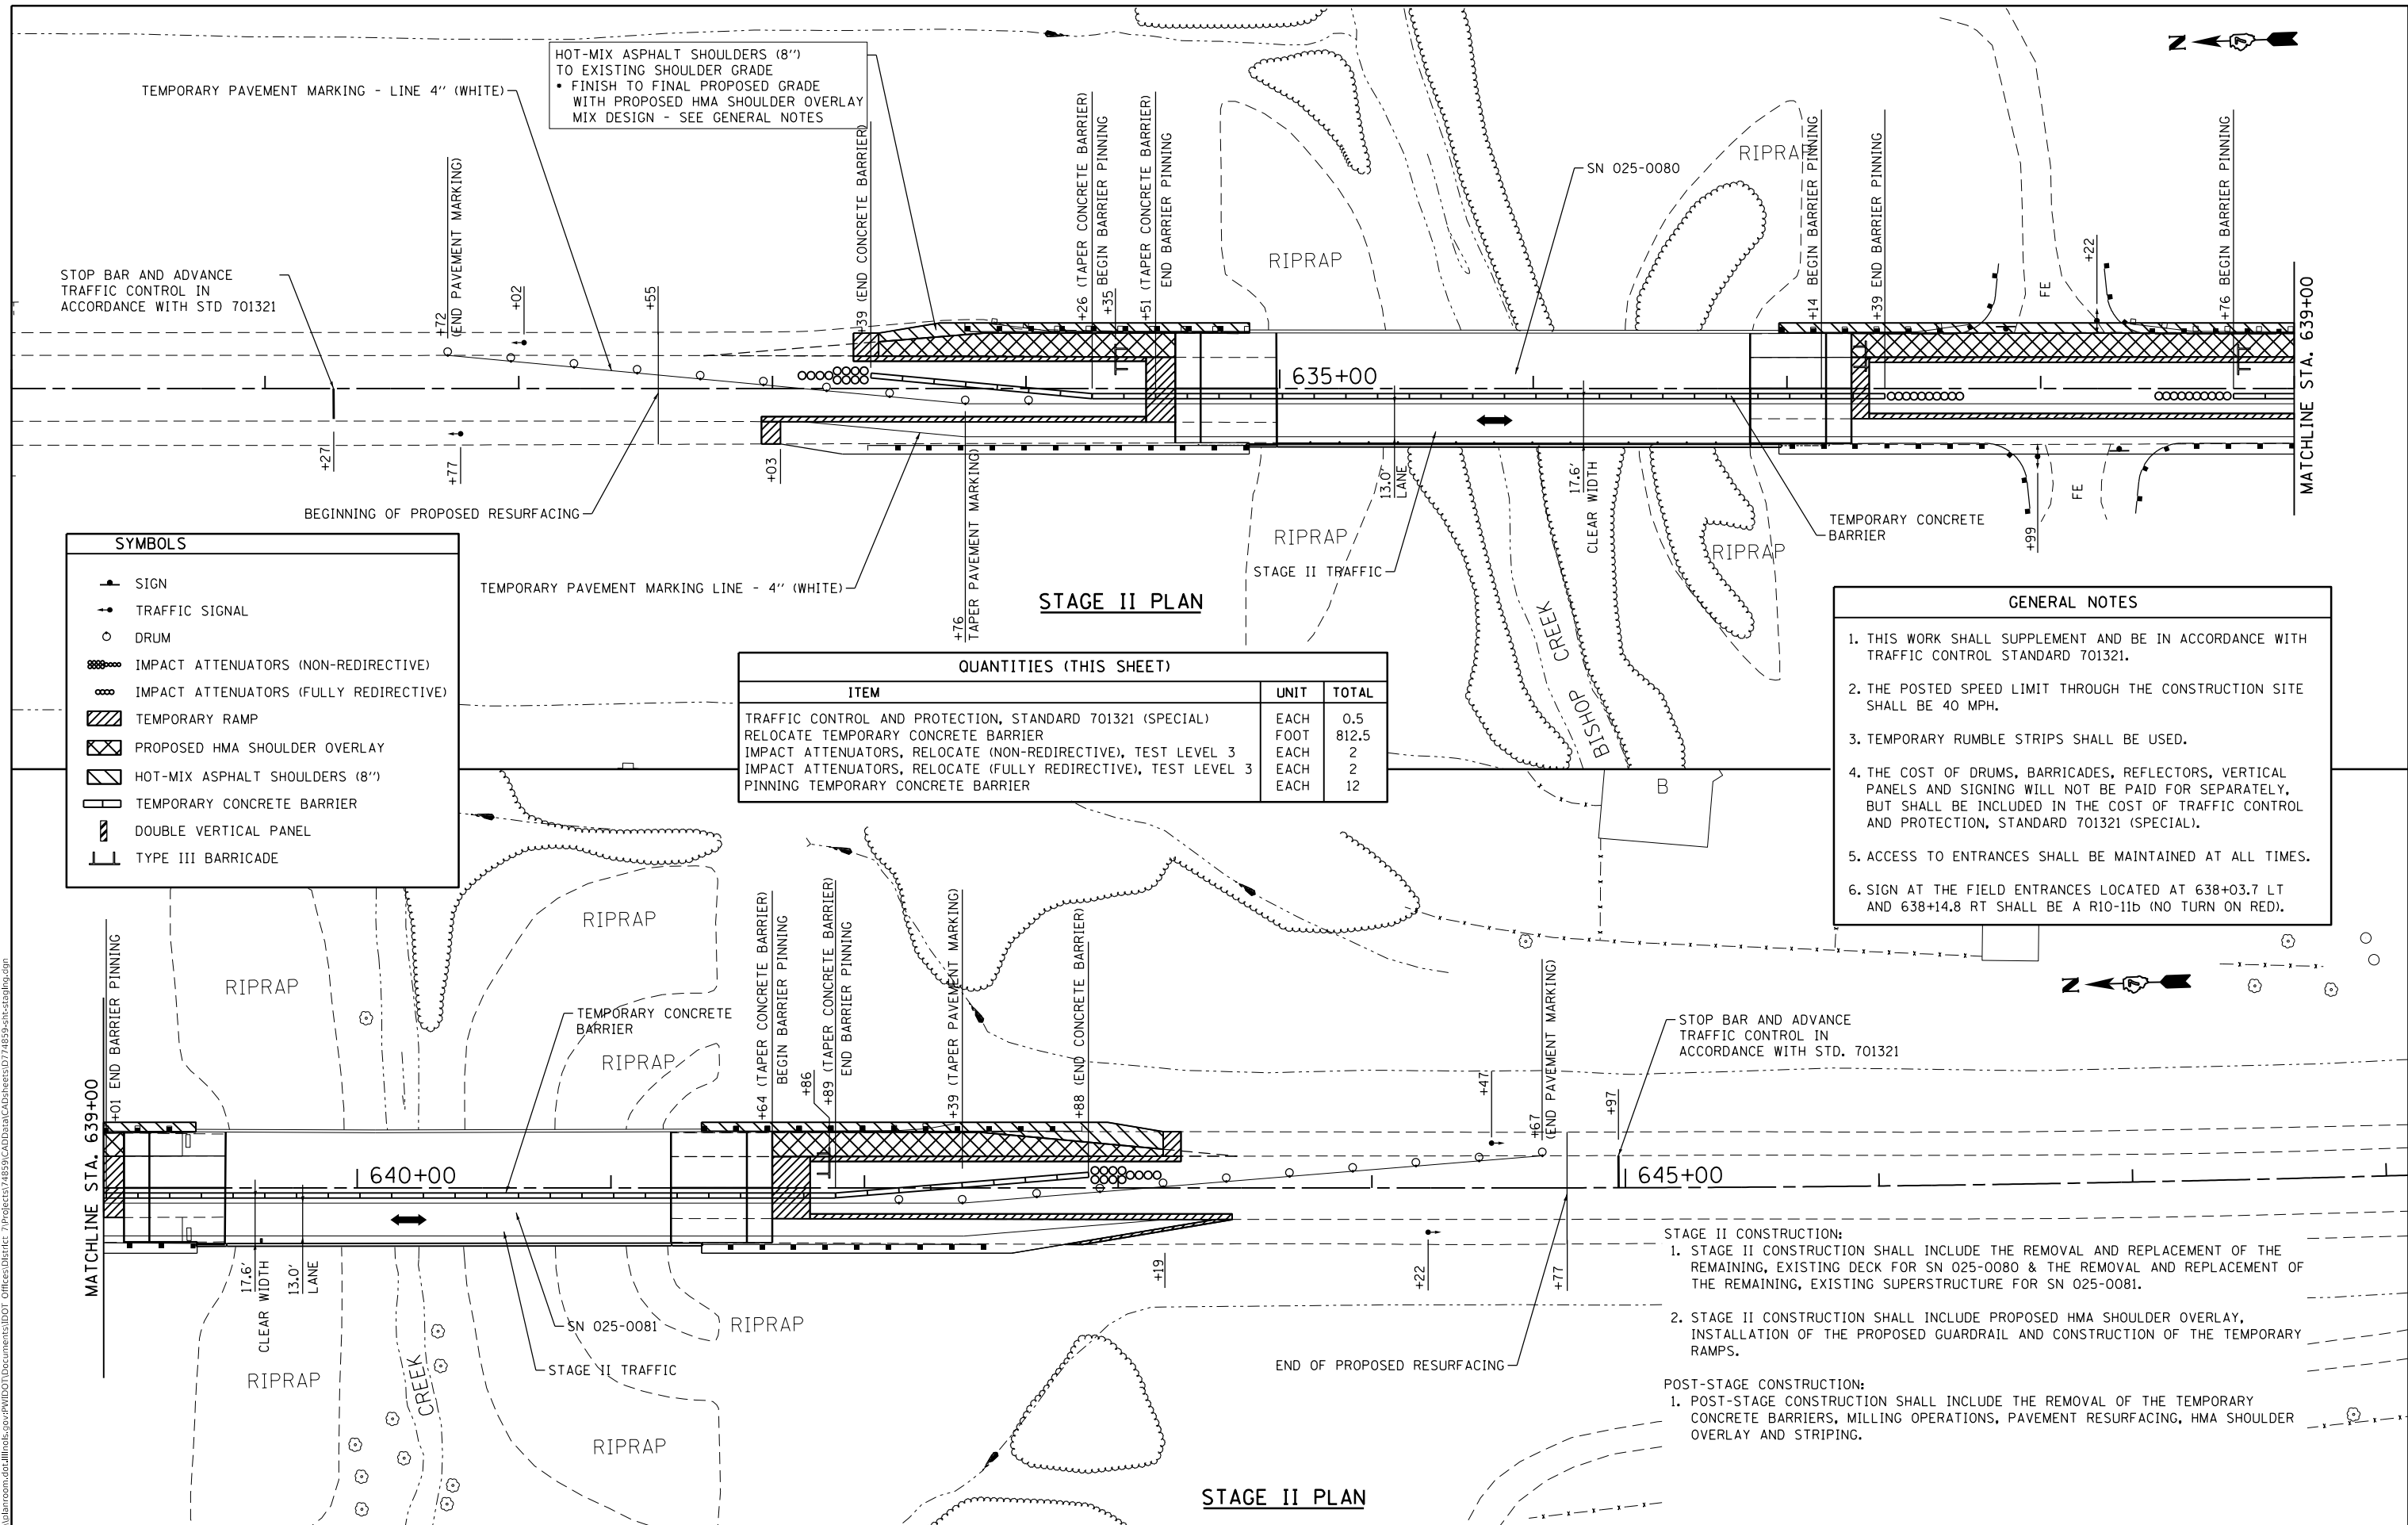 HOT-MIX ASPHALT SHOULDERS (8'')
TO EXISTING SHOULDER GRADE
• FINISH TO FINAL PROPOSED GRADE
WITH PROPOSED HMA SHOULDER OVERLAY
MIX DESIGN - SEE GENERAL NOTES
TEMPORARY PAVEMENT MARKING - LINE 4'' (WHITE)
STOP BAR AND ADVANCE
TRAFFIC CONTROL IN
ACCORDANCE WITH STD 701321
+72
(END PAVEMENT MARKING)
+02
+55
+39 (END CONCRETE BARRIER)
+26 (TAPER CONCRETE BARRIER)
+35 BEGIN BARRIER PINNING
+51 (TAPER CONCRETE BARRIER)
END BARRIER PINNING
SN 025-0080
RIPRAP
RIPRAP
+14 BEGIN BARRIER PINNING
+39 END BARRIER PINNING
+22
+76 BEGIN BARRIER PINNING
FE
N
MATCHLINE STA. 639+00
635+00
+27
+77
+03
+76
TAPER PAVEMENT MARKING)
13.0'
LANE
17.6'
CLEAR WIDTH
+99
FE
BEGINNING OF PROPOSED RESURFACING
TEMPORARY PAVEMENT MARKING LINE - 4'' (WHITE)
RIPRAP
STAGE II TRAFFIC
RIPRAP
TEMPORARY CONCRETE
BARRIER
BISHOP CREEK
STAGE II PLAN
SYMBOLS
SIGN
TRAFFIC SIGNAL
DRUM
IMPACT ATTENUATORS (NON-REDIRECTIVE)
IMPACT ATTENUATORS (FULLY REDIRECTIVE)
TEMPORARY RAMP
PROPOSED HMA SHOULDER OVERLAY
HOT-MIX ASPHALT SHOULDERS (8'')
TEMPORARY CONCRETE BARRIER
DOUBLE VERTICAL PANEL
TYPE III BARRICADE
QUANTITIES (THIS SHEET)
ITEM UNIT TOTAL
TRAFFIC CONTROL AND PROTECTION, STANDARD 701321 (SPECIAL) EACH 0.5
RELOCATE TEMPORARY CONCRETE BARRIER FOOT 812.5
IMPACT ATTENUATORS, RELOCATE (NON-REDIRECTIVE), TEST LEVEL 3 EACH 2
IMPACT ATTENUATORS, RELOCATE (FULLY REDIRECTIVE), TEST LEVEL 3 EACH 2
PINNING TEMPORARY CONCRETE BARRIER EACH 12
GENERAL NOTES
1. THIS WORK SHALL SUPPLEMENT AND BE IN ACCORDANCE WITH
TRAFFIC CONTROL STANDARD 701321.
2. THE POSTED SPEED LIMIT THROUGH THE CONSTRUCTION SITE
SHALL BE 40 MPH.
3. TEMPORARY RUMBLE STRIPS SHALL BE USED.
4. THE COST OF DRUMS, BARRICADES, REFLECTORS, VERTICAL
PANELS AND SIGNING WILL NOT BE PAID FOR SEPARATELY,
BUT SHALL BE INCLUDED IN THE COST OF TRAFFIC CONTROL
AND PROTECTION, STANDARD 701321 (SPECIAL).
5. ACCESS TO ENTRANCES SHALL BE MAINTAINED AT ALL TIMES.
6. SIGN AT THE FIELD ENTRANCES LOCATED AT 638+03.7 LT
AND 638+14.8 RT SHALL BE A R10-11b (NO TURN ON RED).
B
N
MATCHLINE STA. 639+00
+01 END BARRIER PINNING
RIPRAP
RIPRAP
RIPRAP
TEMPORARY CONCRETE
BARRIER
+64 (TAPER CONCRETE BARRIER)
BEGIN BARRIER PINNING
+86
+89 (TAPER CONCRETE BARRIER)
END BARRIER PINNING
+39 (TAPER PAVEMENT MARKING)
+88 (END CONCRETE BARRIER)
+47
+67
(END PAVEMENT MARKING)
+97
STOP BAR AND ADVANCE
TRAFFIC CONTROL IN
ACCORDANCE WITH STD. 701321
640+00
645+00
17.6'
CLEAR WIDTH
13.0'
LANE
SN 025-0081
STAGE II TRAFFIC
RIPRAP
RIPRAP
RIPRAP
CREEK
+19
+22
+77
END OF PROPOSED RESURFACING
STAGE II CONSTRUCTION:
1. STAGE II CONSTRUCTION SHALL INCLUDE THE REMOVAL AND REPLACEMENT OF THE
REMAINING, EXISTING DECK FOR SN 025-0080 & THE REMOVAL AND REPLACEMENT OF
THE REMAINING, EXISTING SUPERSTRUCTURE FOR SN 025-0081.
2. STAGE II CONSTRUCTION SHALL INCLUDE PROPOSED HMA SHOULDER OVERLAY,
INSTALLATION OF THE PROPOSED GUARDRAIL AND CONSTRUCTION OF THE TEMPORARY
RAMPS.
POST-STAGE CONSTRUCTION:
1. POST-STAGE CONSTRUCTION SHALL INCLUDE THE REMOVAL OF THE TEMPORARY
CONCRETE BARRIERS, MILLING OPERATIONS, PAVEMENT RESURFACING, HMA SHOULDER
OVERLAY AND STRIPING.
STAGE II PLAN